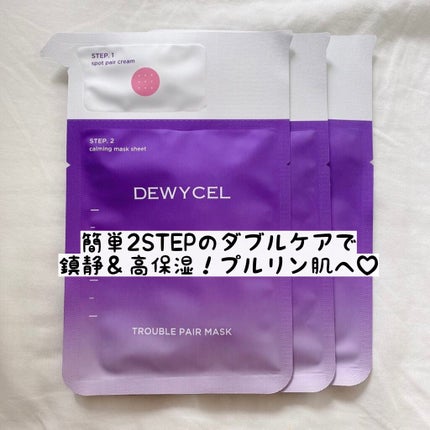 STEP. 1
spot pair cream
STEP. 2
calming mask sheet
DEWYCEL
簡単2STEPのダブルケアで
鎮静&高保湿！プルリン肌へ♡
TROUBLE PAIR MASK